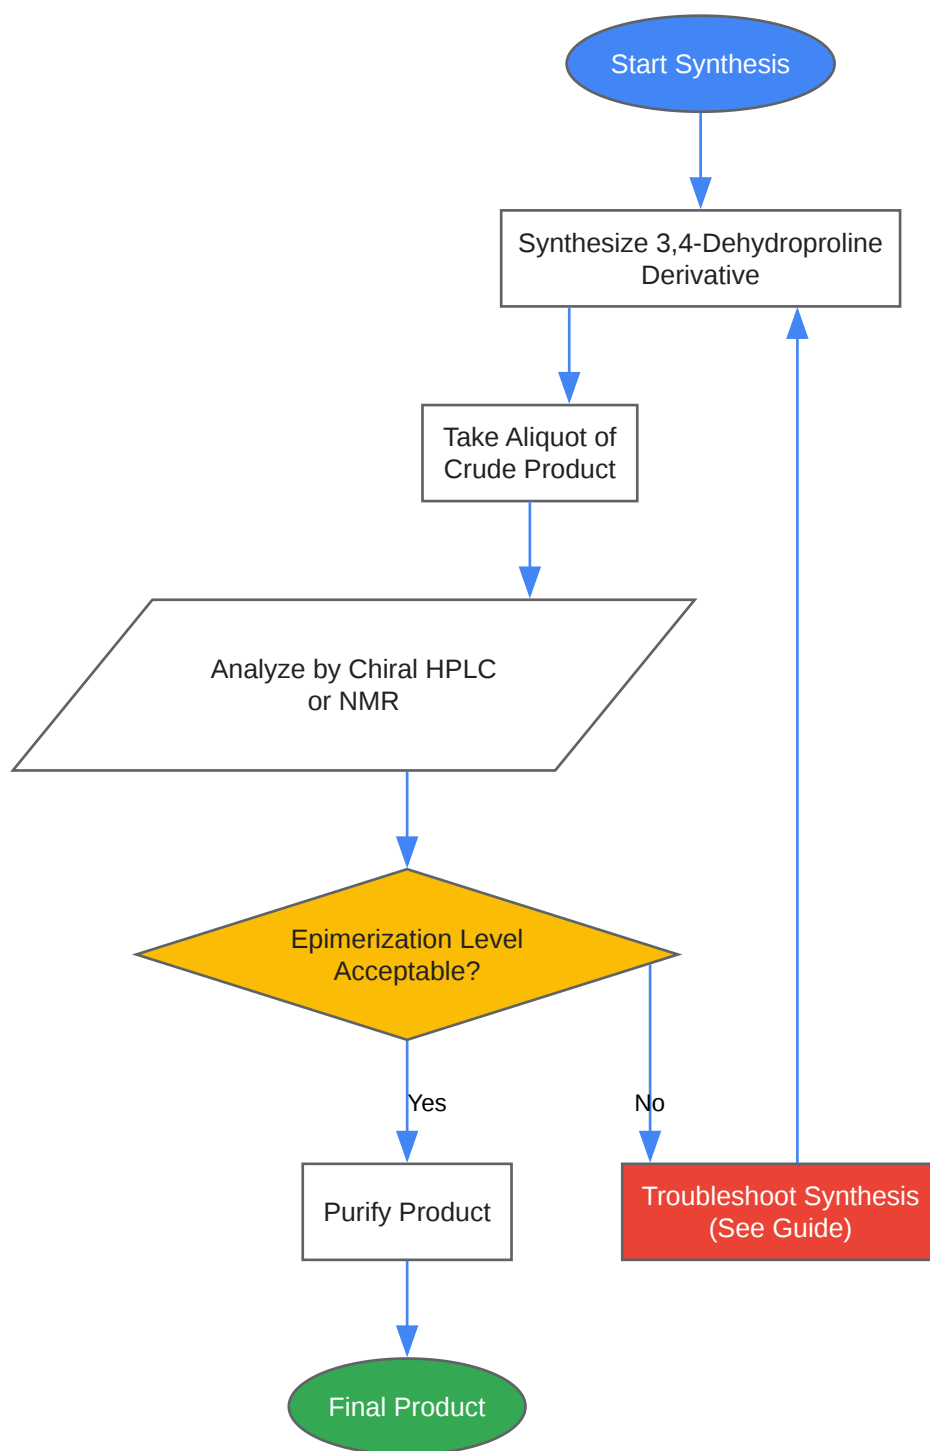 Start Synthesis
Synthesize 3,4-Dehydroproline
Derivative
Take Aliquot of
Crude Product
Analyze by Chiral HPLC
or NMR
Epimerization Level
Acceptable?
Yes
No
Purify Product
Troubleshoot Synthesis
(See Guide)
Final Product